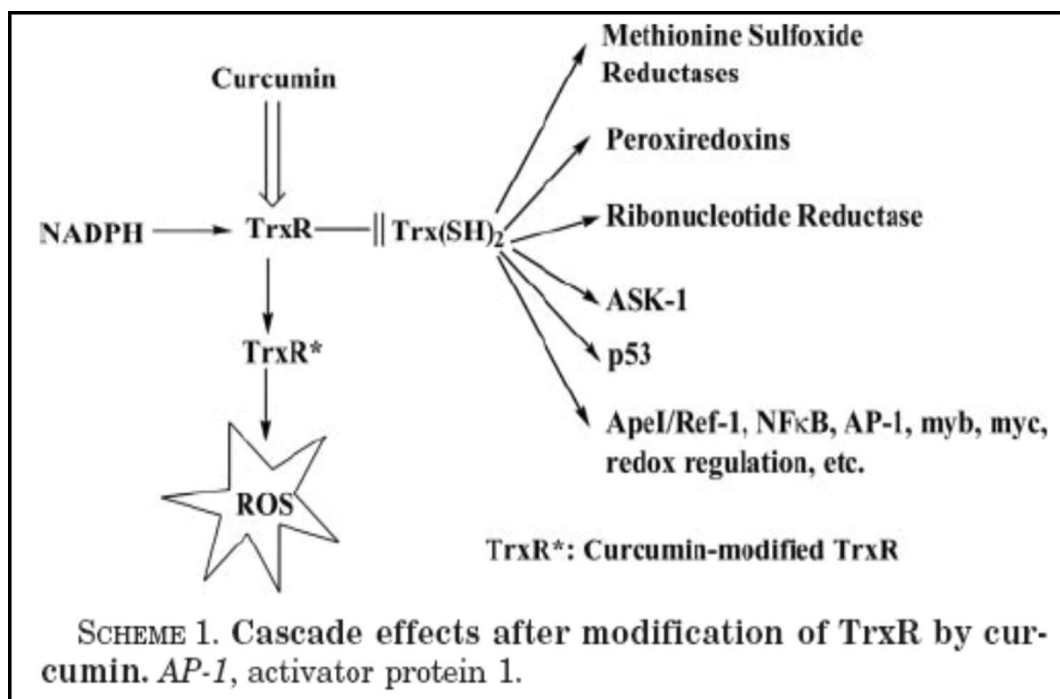 Methionine Sulfoxide
Reductases
Curcumin
Peroxiredoxins
NADPH
TrxR
Trx(SH)2
Ribonucleotide Reductase
ASK-1
TrxR*
p53
ApeI/Ref-1, NFκB, AP-1, myb, myc,
redox regulation, etc.
ROS
TrxR*: Curcumin-modified TrxR
SCHEME 1. Cascade effects after modification of TrxR by cur-
cumin. AP-1, activator protein 1.